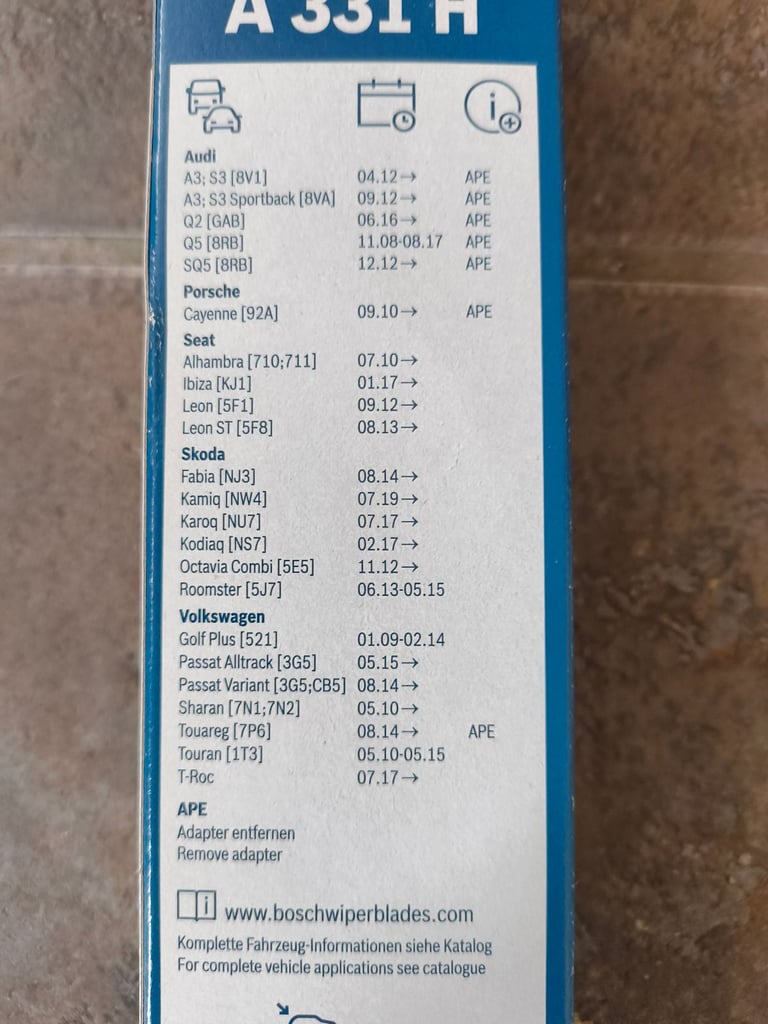 A 331 H
Audi
A3; S3 [8V1] 04.12→ APE
A3; S3 Sportback [8VA] 09.12→ APE
Q2 [GAB] 06.16→ APE
Q5 [8RB] 11.08-08.17 APE
SQ5 [8RB] 12.12→ APE
Porsche
Cayenne [92A] 09.10→ APE
Seat
Alhambra [710;711] 07.10→
Ibiza [KJ1] 01.17→
Leon [5F1] 09.12→
Leon ST [5F8] 08.13→
Skoda
Fabia [NJ3] 08.14→
Kamiq [NW4] 07.19→
Karoq [NU7] 07.17→
Kodiaq [NS7] 02.17→
Octavia Combi [5E5] 11.12→
Roomster [5J7] 06.13-05.15
Volkswagen
Golf Plus [521] 01.09-02.14
Passat Alltrack [3G5] 05.15→
Passat Variant [3G5;CB5] 08.14→
Sharan [7N1;7N2] 05.10→
Touareg [7P6] 08.14→ APE
Touran [1T3] 05.10-05.15
T-Roc 07.17→
APE
Adapter entfernen
Remove adapter
www.boschwiperblades.com
Komplette Fahrzeug-Informationen siehe Katalog
For complete vehicle applications see catalogue